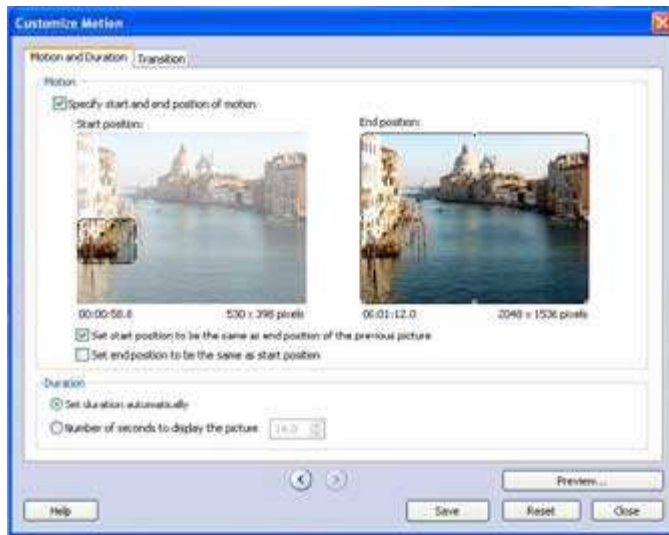 Customize Motion
Motion and Duration Transition
Motion
Specify start and end position of motion
Start position: End position:
00:00:58.0 530 x 398 pixels 00:01:12.0 2048 x 1536 pixels
Set start position to be the same as end position of the previous picture
Set end position to be the same as start position
Duration
Set duration automatically
Number of seconds to display the picture 14.0
Preview...
Help Save Reset Close